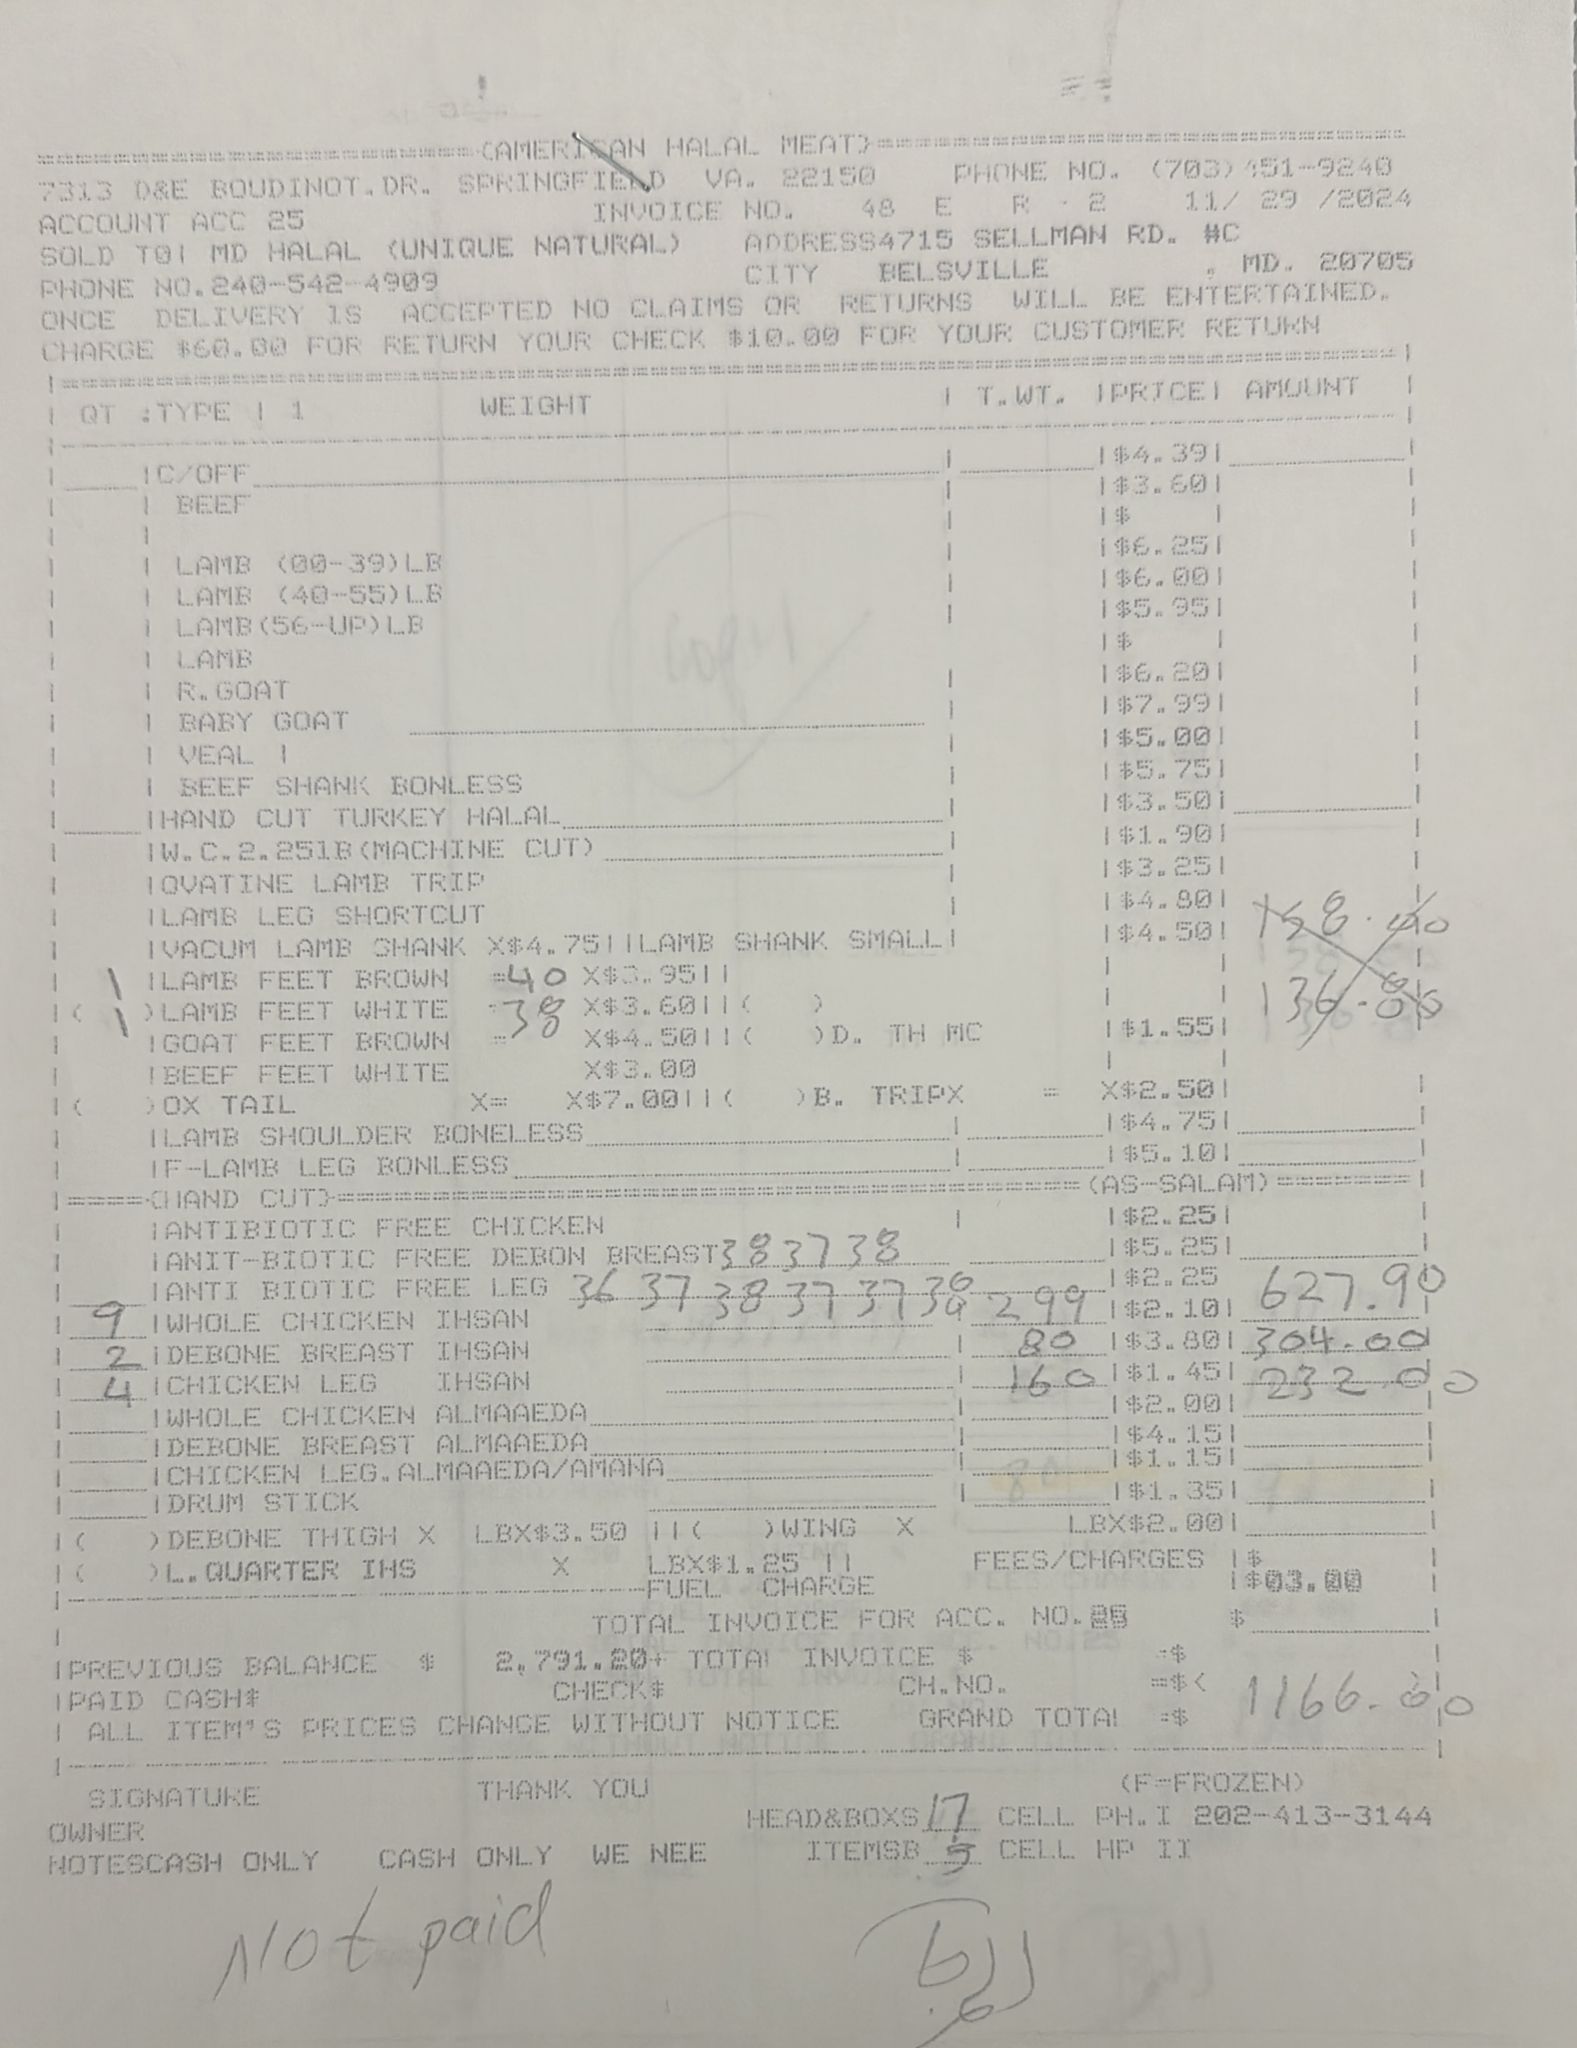 (AMERICAN HALAL MEAT)
7313 D&E BOUDINOT.DR. SPRINGFIELD VA. 22150 PHONE NO. (703)451-9240
ACCOUNT ACC 25 INVOICE NO. 48 E R - 2 11/ 29 /2024
SOLD TO| MD HALAL (UNIQUE NATURAL) ADDRESS4715 SELLMAN RD. #C
PHONE NO.240-542-4909 CITY BELSVILLE . MD. 20705
ONCE DELIVERY IS ACCEPTED NO CLAIMS OR RETURNS WILL BE ENTERTAINED.
CHARGE $60.00 FOR RETURN YOUR CHECK $10.00 FOR YOUR CUSTOMER RETURN
| QT :TYPE | 1 WEIGHT | T.WT. |PRICE| AMOUNT
|C/OFF |$4.39|
| BEEF |$3.60|
| |$ |
| LAMB (00-39)LB |$6.25|
| LAMB (40-55)LB |$6.00|
| LAMB(56-UP)LB |$5.95|
| LAMB |$ |
| R.GOAT |$6.20|
| BABY GOAT |$7.99|
| VEAL | |$5.00|
| BEEF SHANK BONLESS |$5.75|
|HAND CUT TURKEY HALAL |$3.50|
|W.C.2.251B(MACHINE CUT) |$1.90|
|OVATINE LAMB TRIP |$3.25|
|LAMB LEG SHORTCUT |$4.80|
|VACUM LAMB SHANK X$4.75||LAMB SHANK SMALL| |$4.50| 158.00
1 |LAMB FEET BROWN =40 X$3.95||
|( 1 )LAMB FEET WHITE 38 X$3.60||( ) 136.80
|GOAT FEET BROWN = X$4.50||( )D. TH MC |$1.55|
|BEEF FEET WHITE X$3.00
|( )OX TAIL X= X$7.00||( )B. TRIPX = X$2.50|
|LAMB SHOULDER BONELESS |$4.75|
|F-LAMB LEG BONLESS |$5.10|
|=====(HAND CUT)=====(AS-SALAM)=====|
|ANTIBIOTIC FREE CHICKEN |$2.25|
|ANIT-BIOTIC FREE DEBON BREAST 38 37 38 |$5.25|
|ANTI BIOTIC FREE LEG 36 37 38 37 37 |$2.25
9 |WHOLE CHICKEN IHSAN 299 |$2.10| 627.90
2 |DEBONE BREAST IHSAN 80 |$3.80| 304.00
4 |CHICKEN LEG IHSAN 160 |$1.45| 232.00
|WHOLE CHICKEN ALMAAEDA |$2.00|
|DEBONE BREAST ALMAAEDA |$4.15|
|CHICKEN LEG.ALMAAEDA/AMANA |$1.15|
|DRUM STICK |$1.35|
|( )DEBONE THIGH X LBX$3.50 ||( )WING X LBX$2.00|
|( )L.QUARTER IHS X LBX$1.25 || FEES/CHARGES |$
FUEL CHARGE |$03.00
TOTAL INVOICE FOR ACC. NO.25 $
|PREVIOUS BALANCE $ 2,791.20+ TOTAL INVOICE $ =$
|PAID CASH$ CHECK$ CH.NO. =$<
| ALL ITEM'S PRICES CHANGE WITHOUT NOTICE GRAND TOTAL =$ 1166.
SIGNATURE THANK YOU (F=FROZEN)
OWNER HEAD&BOXS 17 CELL PH.I 202-413-3144
NOTESCASH ONLY CASH ONLY WE NEE ITEMSB CELL HP II
Not paid